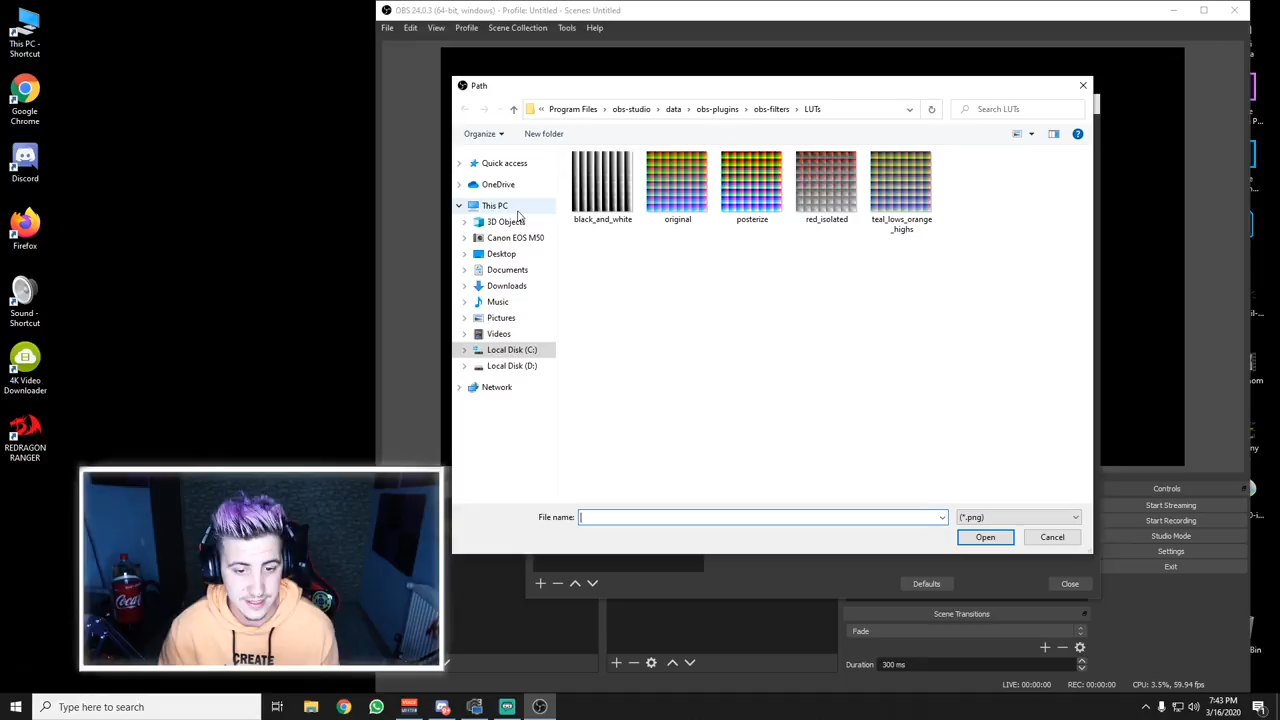 This PC -
Shortcut
Google
Chrome
Discord
Firefox
Sound -
Shortcut
4K Video
Downloader
REDRAGON
RANGER
OBS 24.0.3 (64-bit, windows) - Profile: Untitled - Scenes: Untitled
File Edit View Profile Scene Collection Tools Help
Path
« Program Files › obs-studio › data › obs-plugins › obs-filters › LUTs
Search LUTs
Organize New folder
Quick access
OneDrive
This PC
3D Objects
Canon EOS M50
Desktop
Documents
Downloads
Music
Pictures
Videos
Local Disk (C:)
Local Disk (D:)
Network
black_and_white original posterize red_isolated teal_lows_orange
_highs
File name: (*.png)
Open Cancel
Defaults Close
Controls
Start Streaming
Start Recording
Studio Mode
Settings
Exit
Scene Transitions
Fade
Duration 300 ms
LIVE: 00:00:00 REC: 00:00:00 CPU: 3.5%, 59.94 fps
CREATE
Type here to search
7:43 PM
3/16/2020